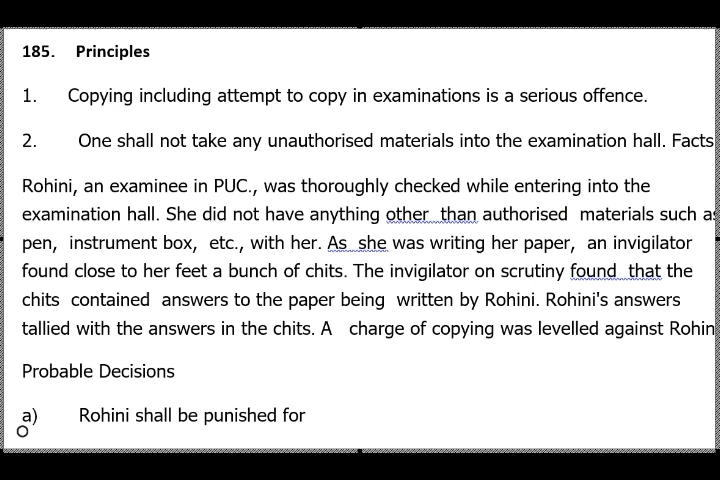 185. Principles
1. Copying including attempt to copy in examinations is a serious offence.
2. One shall not take any unauthorised materials into the examination hall. Facts
Rohini, an examinee in PUC., was thoroughly checked while entering into the
examination hall. She did not have anything other than authorised materials such as
pen, instrument box, etc., with her. As she was writing her paper, an invigilator
found close to her feet a bunch of chits. The invigilator on scrutiny found that the
chits contained answers to the paper being written by Rohini. Rohini's answers
tallied with the answers in the chits. A charge of copying was levelled against Rohin
Probable Decisions
a) Rohini shall be punished for